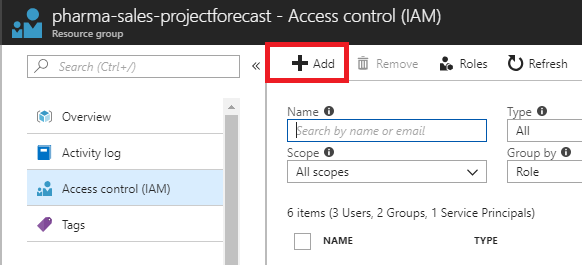 pharma-sales-projectforecast - Access control (IAM)
Resource group
Search (Ctrl+/)
«
Add
Remove
Roles
Refresh
Overview
Activity log
Access control (IAM)
Tags
Name
Type
Search by name or email
All
Scope
Group by
All scopes
Role
6 items (3 Users, 2 Groups, 1 Service Principals)
NAME
TYPE